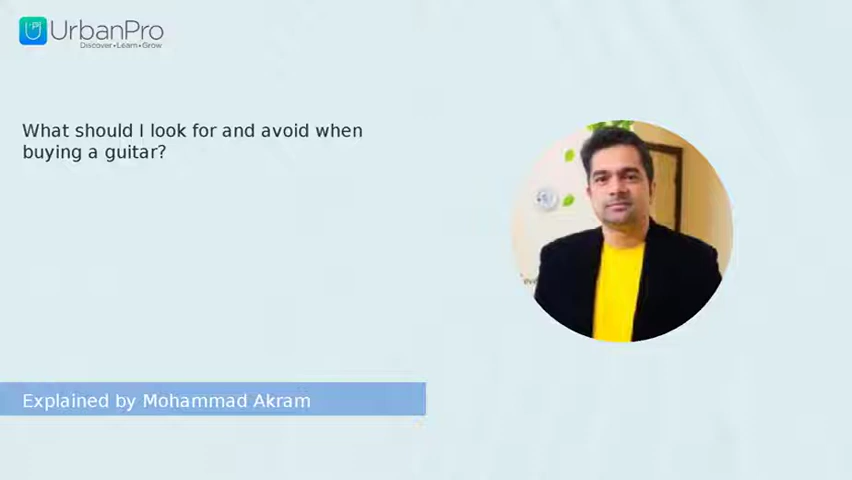 UrbanPro
Discover•Learn•Grow
What should I look for and avoid when
buying a guitar?
Explained by Mohammad Akram